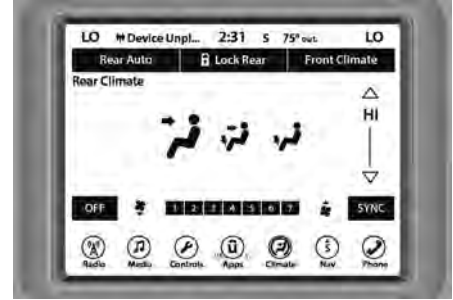 LO Device Unpl... 2:31 S 75° out. LO
Rear Auto Lock Rear Front Climate
Rear Climate
HI
OFF 1 2 3 4 5 6 7 SYNC
Radio Media Controls Apps Climate Nav Phone